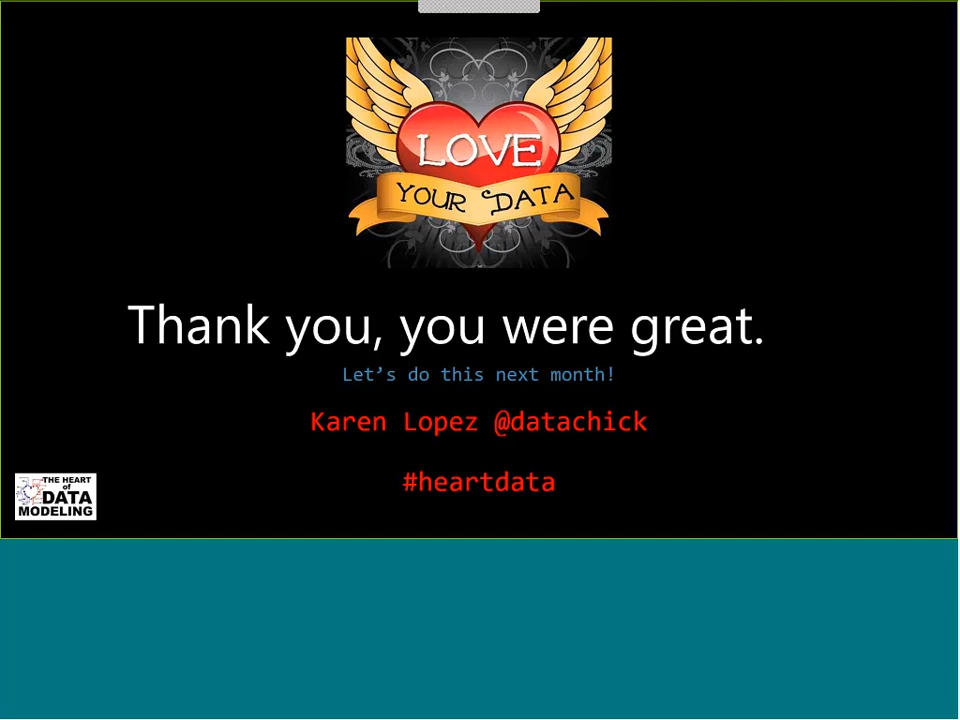 LOVE
YOUR DATA
Thank you, you were great.
Let’s do this next month!
Karen Lopez @datachick
#heartdata
THE HEART
of
DATA
MODELING